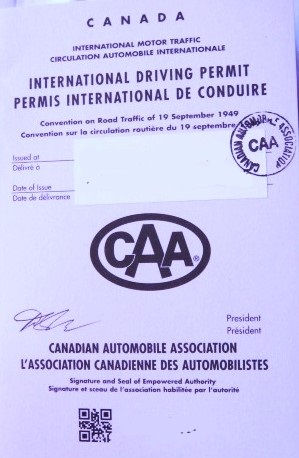 CANADA
INTERNATIONAL MOTOR TRAFFIC
CIRCULATION AUTOMOBILE INTERNATIONALE
INTERNATIONAL DRIVING PERMIT
PERMIS INTERNATIONAL DE CONDUIRE
Convention on Road Traffic of 19 September 1949
Convention sur la circulation routière du 19 septembre
CANADIAN AUTOMOBILE ASSOCIATION
CAA
Issued at
Délivré à
Date of Issue
Date de délivrance
CAA®
President
Président
CANADIAN AUTOMOBILE ASSOCIATION
L'ASSOCIATION CANADIENNE DES AUTOMOBILISTES
Signature and Seal of Empowered Authority
Signature et sceau de l'association habilitée par l'autorité